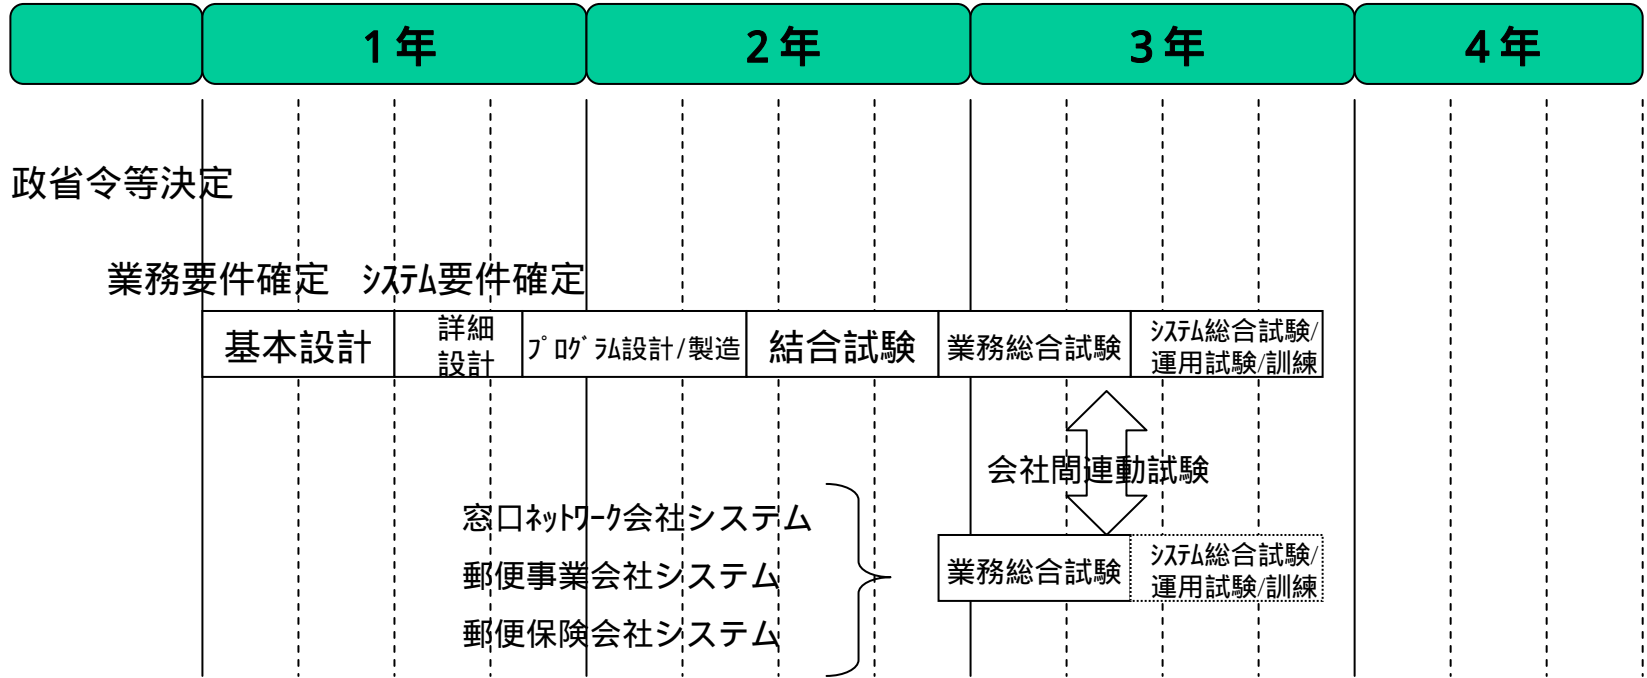 1年 2年 3年 4年
政省令等決定
業務要件確定 ｼｽﾃﾑ要件確定
基本設計
詳細
設計
ﾌﾟﾛｸﾞﾗﾑ設計/製造
結合試験
業務総合試験
ｼｽﾃﾑ総合試験/
運用試験/訓練
会社間連動試験
窓口ﾈｯﾄﾜｰｸ会社システム
郵便事業会社システム
郵便保険会社システム
業務総合試験
ｼｽﾃﾑ総合試験/
運用試験/訓練